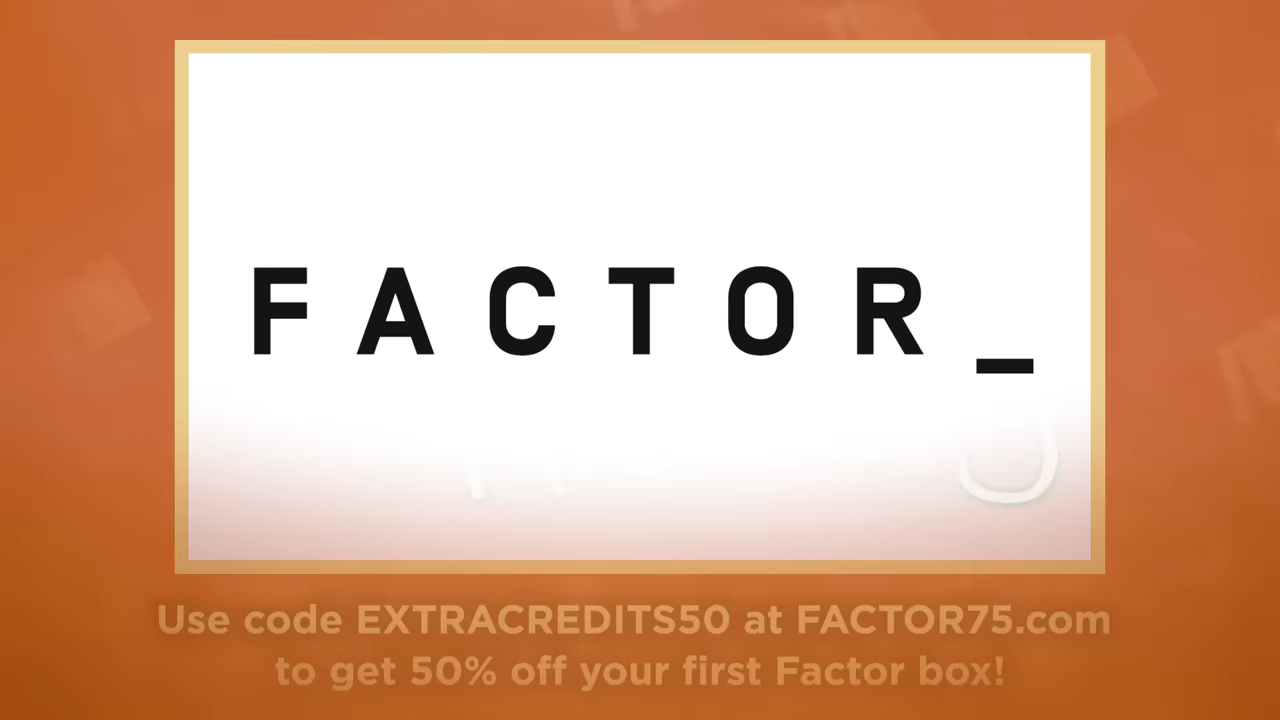 FACTOR_
Use code EXTRACREDITS50 at FACTOR75.com
to get 50% off your first Factor box!